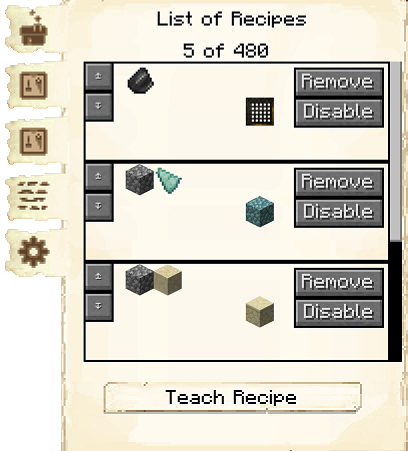 List of Recipes
5 of 480
Remove
Disable
Remove
Disable
Remove
Disable
Teach Recipe